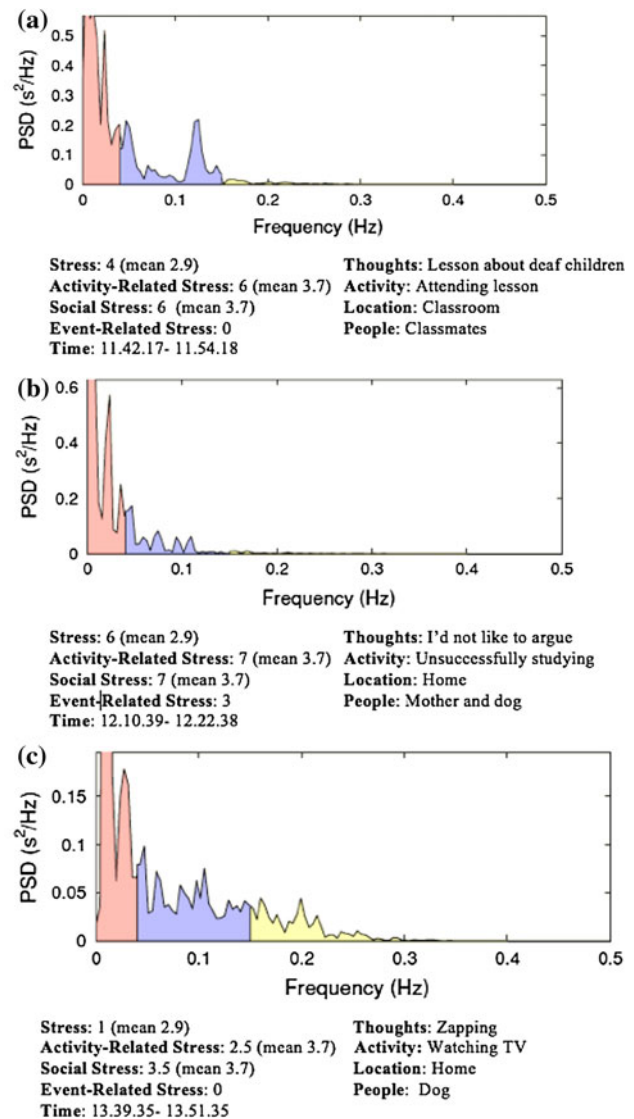 (a)
0.5
0.4
0.3
0.2
0.1
0
PSD (s²/Hz)
0 0.1 0.2 0.3 0.4 0.5
Frequency (Hz)
Stress: 4 (mean 2.9) Thoughts: Lesson about deaf children
Activity-Related Stress: 6 (mean 3.7) Activity: Attending lesson
Social Stress: 6 (mean 3.7) Location: Classroom
Event-Related Stress: 0 People: Classmates
Time: 11.42.17- 11.54.18
(b)
0.6
0.4
0.2
0
PSD (s²/Hz)
0 0.1 0.2 0.3 0.4 0.5
Frequency (Hz)
Stress: 6 (mean 2.9) Thoughts: I'd not like to argue
Activity-Related Stress: 7 (mean 3.7) Activity: Unsuccessfully studying
Social Stress: 7 (mean 3.7) Location: Home
Event-Related Stress: 3 People: Mother and dog
Time: 12.10.39- 12.22.38
(c)
0.15
0.1
0.05
0
PSD (s²/Hz)
0 0.1 0.2 0.3 0.4 0.5
Frequency (Hz)
Stress: 1 (mean 2.9) Thoughts: Zapping
Activity-Related Stress: 2.5 (mean 3.7) Activity: Watching TV
Social Stress: 3.5 (mean 3.7) Location: Home
Event-Related Stress: 0 People: Dog
Time: 13.39.35- 13.51.35